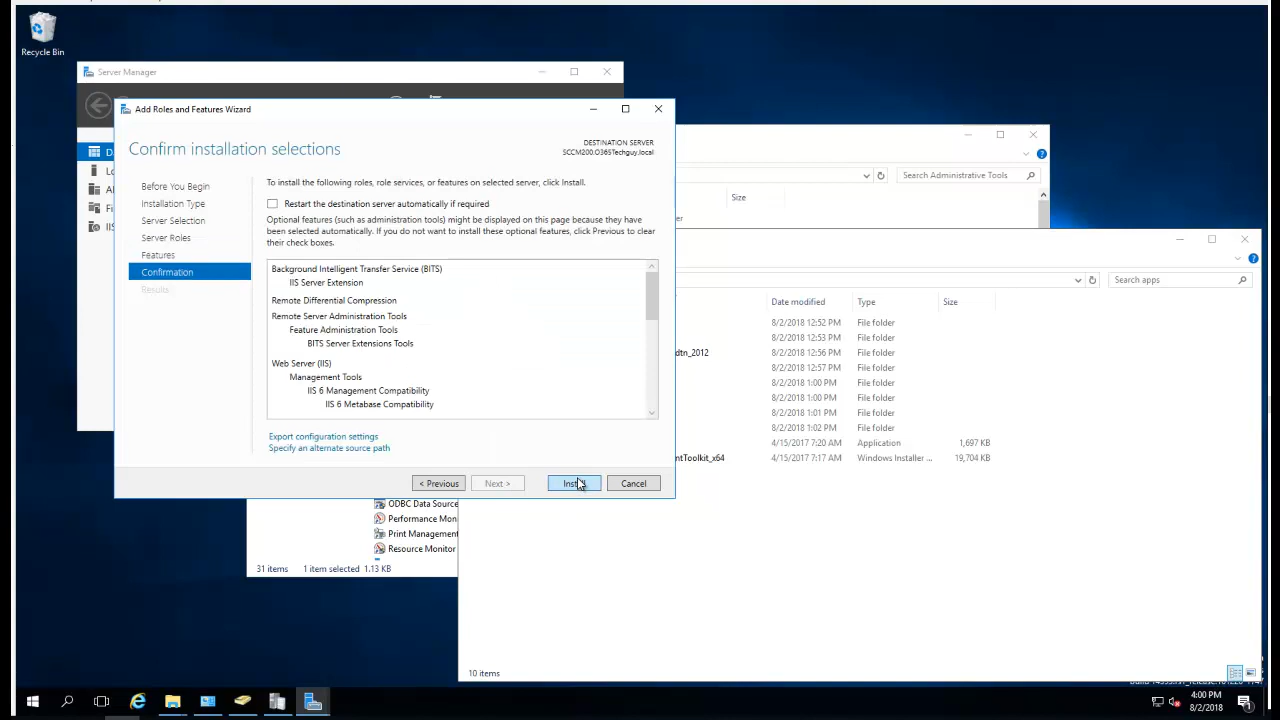 Recycle Bin
Server Manager
Add Roles and Features Wizard
Confirm installation selections
DESTINATION SERVER
SCCM200.O365Techguy.local
Before You Begin
Installation Type
Server Selection
Server Roles
Features
Confirmation
Results
To install the following roles, role services, or features on selected server, click Install.
Restart the destination server automatically if required
Optional features (such as administration tools) might be displayed on this page because they have
been selected automatically. If you do not want to install these optional features, click Previous to clear
their check boxes.
Background Intelligent Transfer Service (BITS)
IIS Server Extension
Remote Differential Compression
Remote Server Administration Tools
Feature Administration Tools
BITS Server Extensions Tools
Web Server (IIS)
Management Tools
IIS 6 Management Compatibility
IIS 6 Metabase Compatibility
Export configuration settings
Specify an alternate source path
< Previous
Next >
Install
Cancel
Search Administrative Tools
Size
Search apps
Date modified
Type
Size
8/2/2018 12:52 PM
File folder
8/2/2018 12:53 PM
File folder
dtn_2012
8/2/2018 12:56 PM
File folder
8/2/2018 12:57 PM
File folder
8/2/2018 1:00 PM
File folder
8/2/2018 1:00 PM
File folder
8/2/2018 1:01 PM
File folder
8/2/2018 1:02 PM
File folder
4/15/2017 7:20 AM
Application
1,697 KB
ntToolkit_x64
4/15/2017 7:17 AM
Windows Installer ...
19,704 KB
ODBC Data Source
Performance Mon
Print Management
Resource Monitor
31 items
1 item selected 1.13 KB
10 items
4:00 PM
8/2/2018